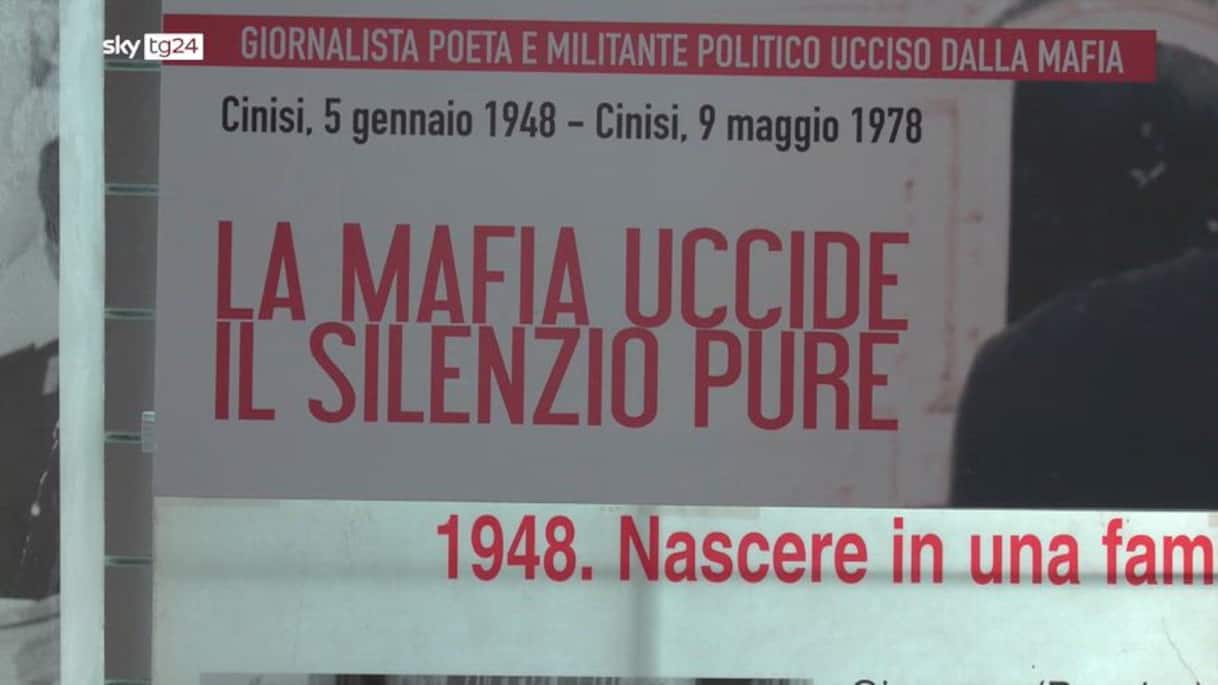 sky tg24
GIORNALISTA POETA E MILITANTE POLITICO UCCISO DALLA MAFIA
Cinisi, 5 gennaio 1948 – Cinisi, 9 maggio 1978
LA MAFIA UCCIDE
IL SILENZIO PURE
1948. Nascere in una fam